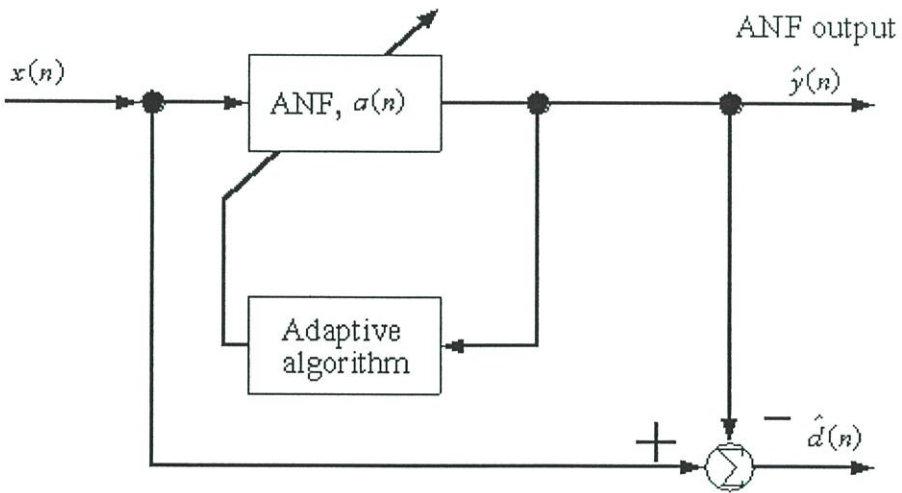 ANF output
x(n)
ANF, a(n)
ŷ(n)
Adaptive
algorithm
+
−
d̂(n)
Σ